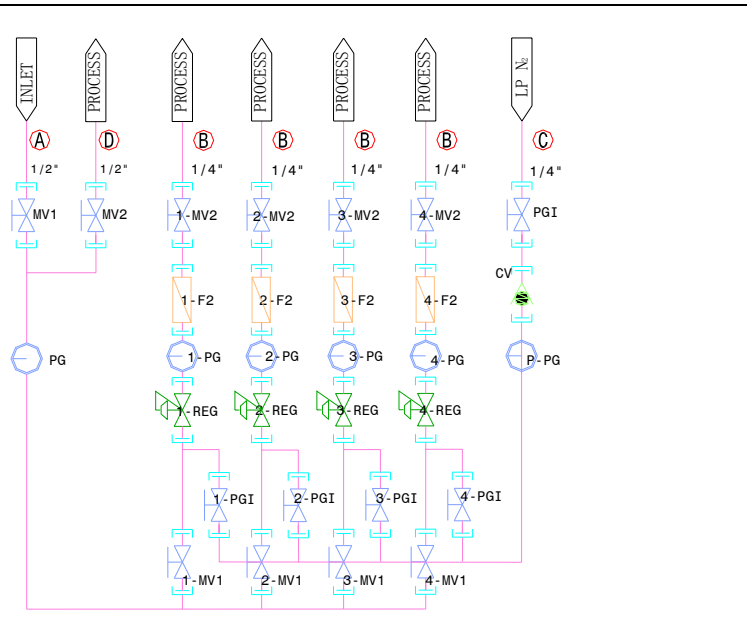 INLET
PROCESS
PROCESS
PROCESS
PROCESS
PROCESS
LP N₂
A D B B B B C
1/2" 1/2" 1/4" 1/4" 1/4" 1/4" 1/4"
MV1 MV2 1-MV2 2-MV2 3-MV2 4-MV2 PGI
CV
1-F2 2-F2 3-F2 4-F2
PG 1-PG 2-PG 3-PG 4-PG P-PG
1-REG 2-REG 3-REG 4-REG
1-PGI 2-PGI 3-PGI 4-PGI
1-MV1 2-MV1 3-MV1 4-MV1